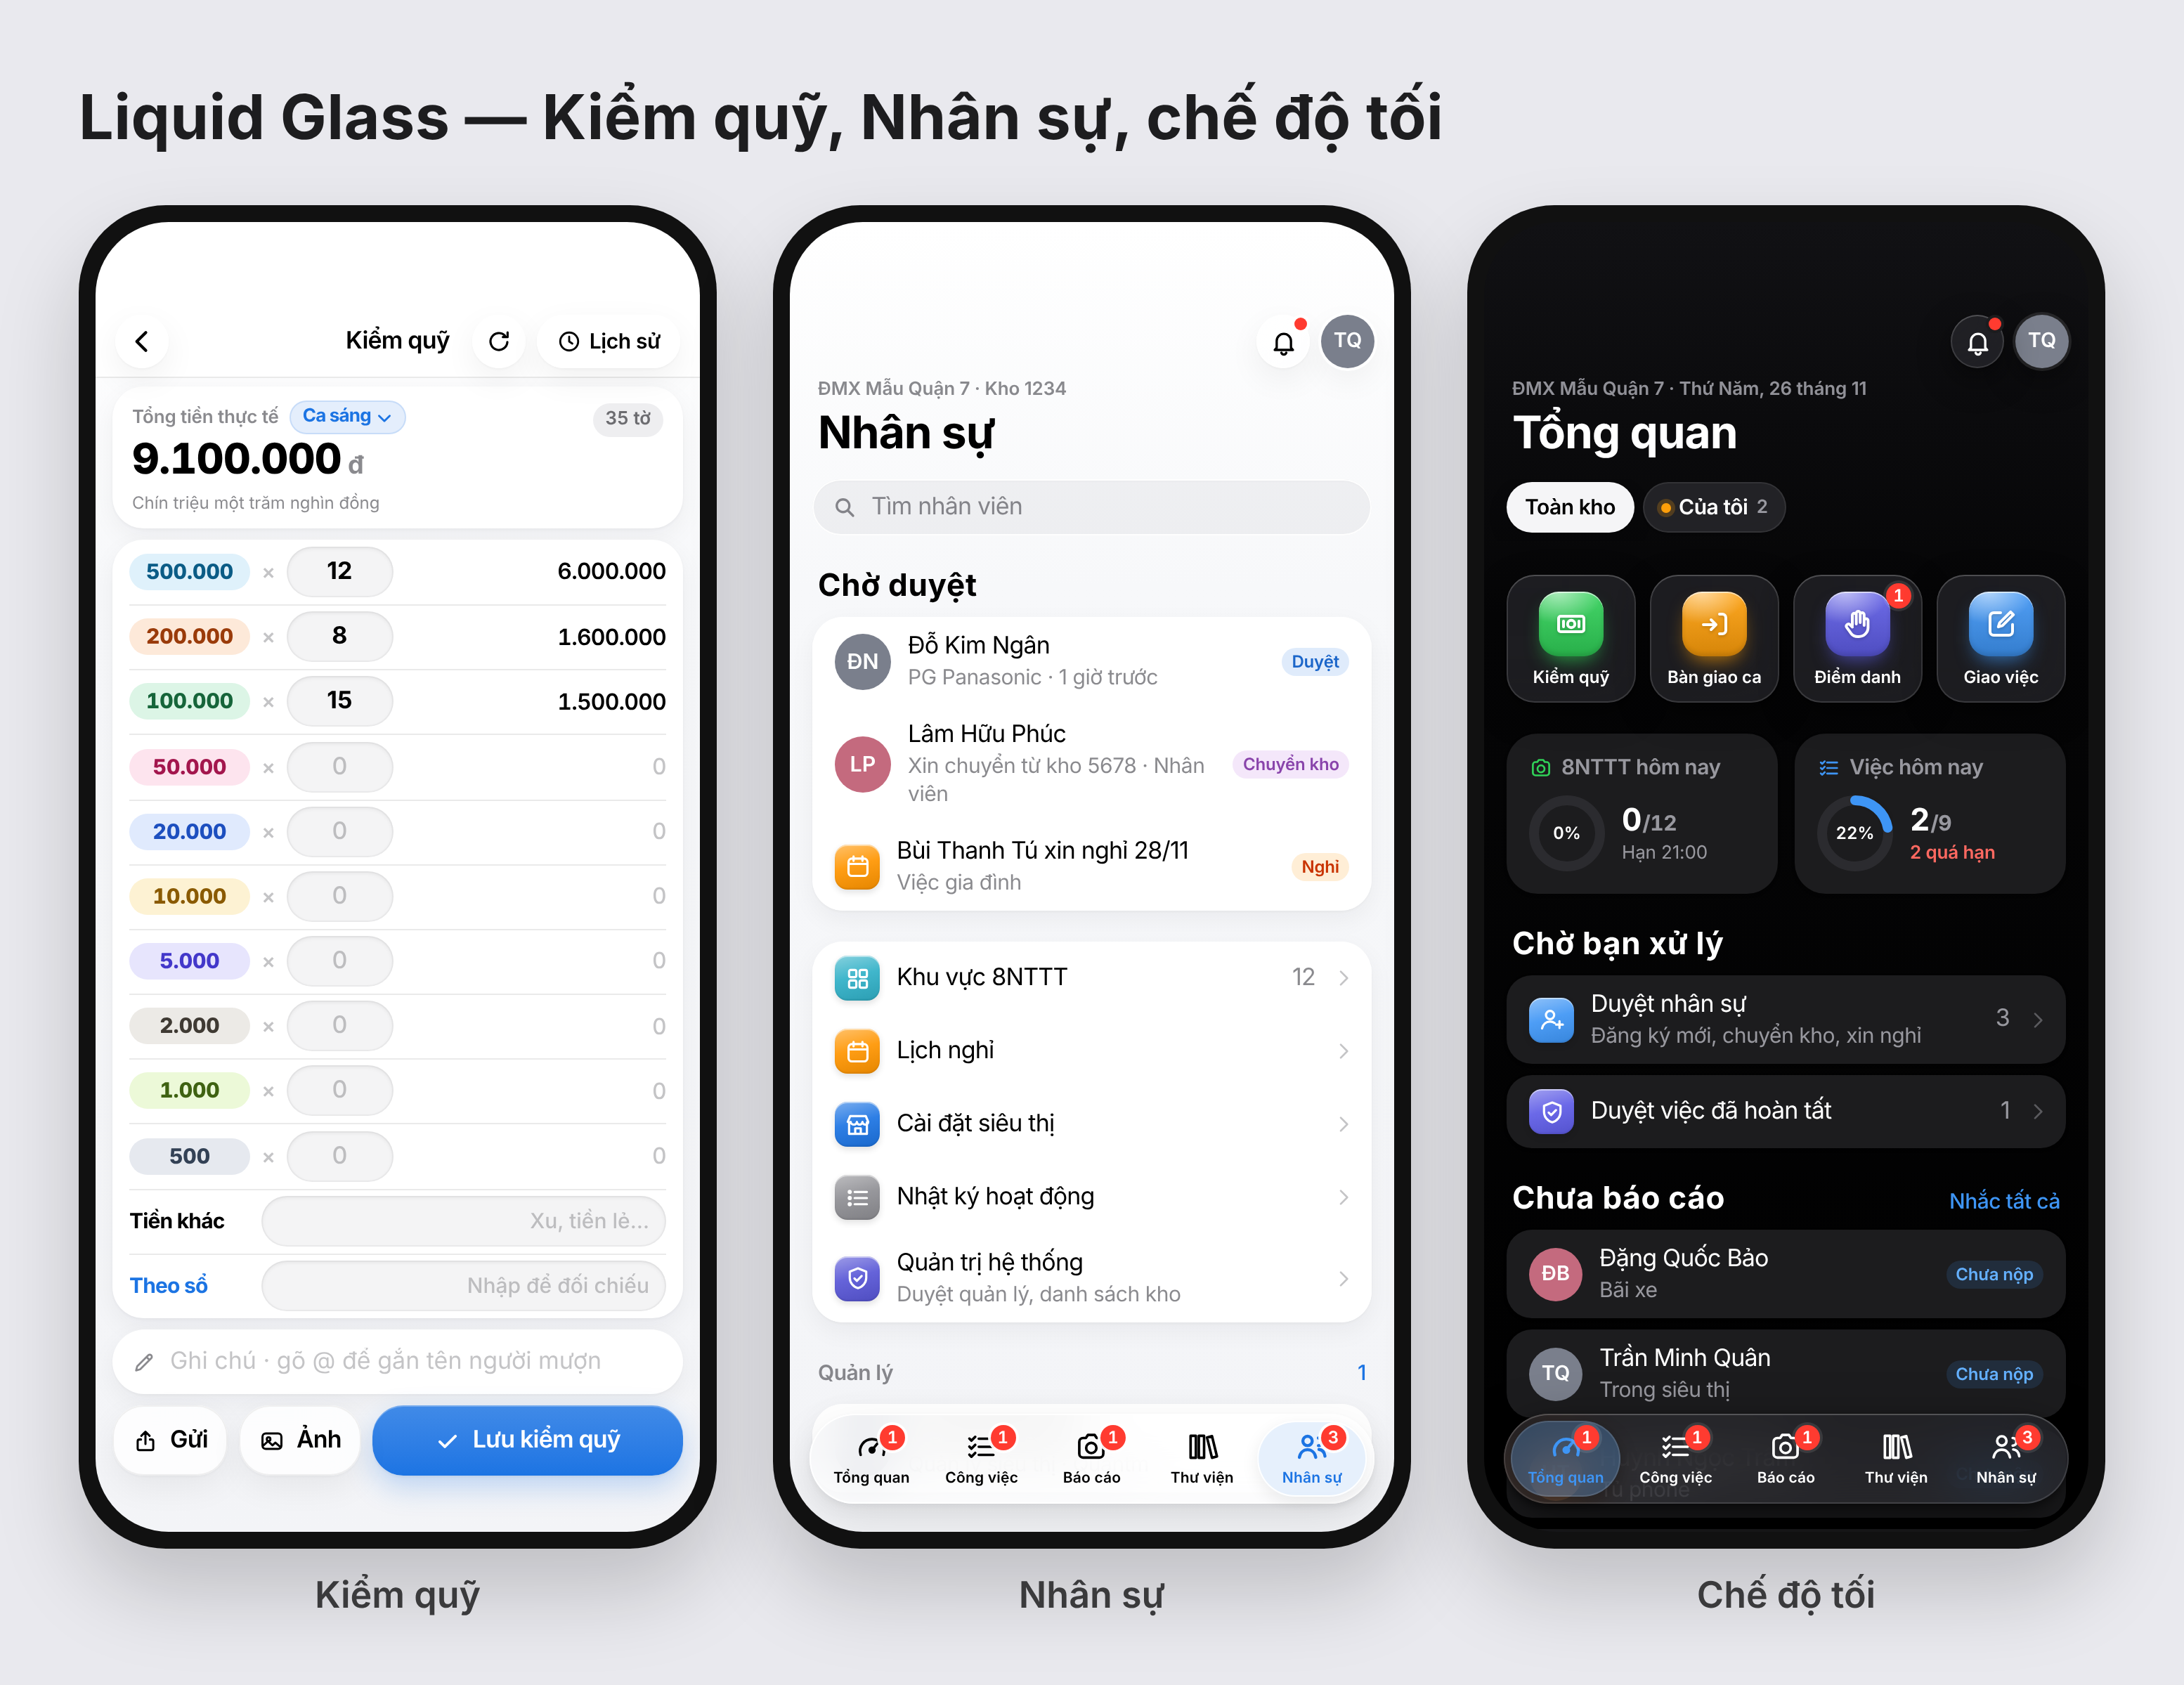 Liquid Glass — Kiểm quỹ, Nhân sự, chế độ tối
Kiểm quỹ
Lịch sử
Tổng tiền thực tế
Ca sáng
35 tờ
9.100.000 đ
Chín triệu một trăm nghìn đồng
500.000 × 12 6.000.000
200.000 × 8 1.600.000
100.000 × 15 1.500.000
50.000 × 0 0
20.000 × 0 0
10.000 × 0 0
5.000 × 0 0
2.000 × 0 0
1.000 × 0 0
500 × 0 0
Tiền khác Xu, tiền lẻ...
Theo sổ Nhập để đối chiếu
Ghi chú · gõ @ để gắn tên người mượn
Gửi
Ảnh
Lưu kiểm quỹ
Kiểm quỹ
TQ
ĐMX Mẫu Quận 7 · Kho 1234
Nhân sự
Tìm nhân viên
Chờ duyệt
ĐN
Đỗ Kim Ngân
PG Panasonic · 1 giờ trước
Duyệt
LP
Lâm Hữu Phúc
Xin chuyển từ kho 5678 · Nhân
viên
Chuyển kho
Bùi Thanh Tú xin nghỉ 28/11
Việc gia đình
Nghỉ
Khu vực 8NTTT 12
Lịch nghỉ
Cài đặt siêu thị
Nhật ký hoạt động
Quản trị hệ thống
Duyệt quản lý, danh sách kho
Quản lý 1
1 1 1 3
Tổng quan Công việc Báo cáo Thư viện Nhân sự
Nhân sự
TQ
ĐMX Mẫu Quận 7 · Thứ Năm, 26 tháng 11
Tổng quan
Toàn kho
Của tôi 2
1
Kiểm quỹ Bàn giao ca Điểm danh Giao việc
8NTTT hôm nay
0%
0/12
Hạn 21:00
Việc hôm nay
22%
2/9
2 quá hạn
Chờ bạn xử lý
Duyệt nhân sự
Đăng ký mới, chuyển kho, xin nghỉ
3
Duyệt việc đã hoàn tất 1
Chưa báo cáo Nhắc tất cả
ĐB
Đặng Quốc Bảo
Bãi xe
Chưa nộp
TQ
Trần Minh Quân
Trong siêu thị
Chưa nộp
1 1 1 3
Tổng quan Công việc Báo cáo Thư viện Nhân sự
phone
Chế độ tối